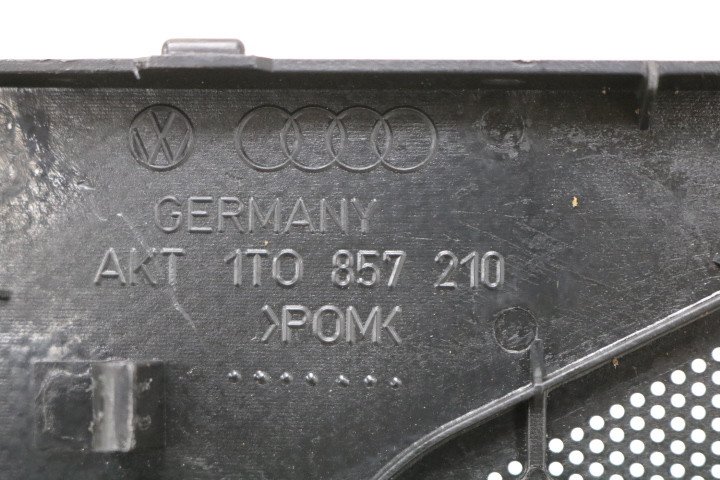 GERMANY
AKT 1T0 857 210
>POM<